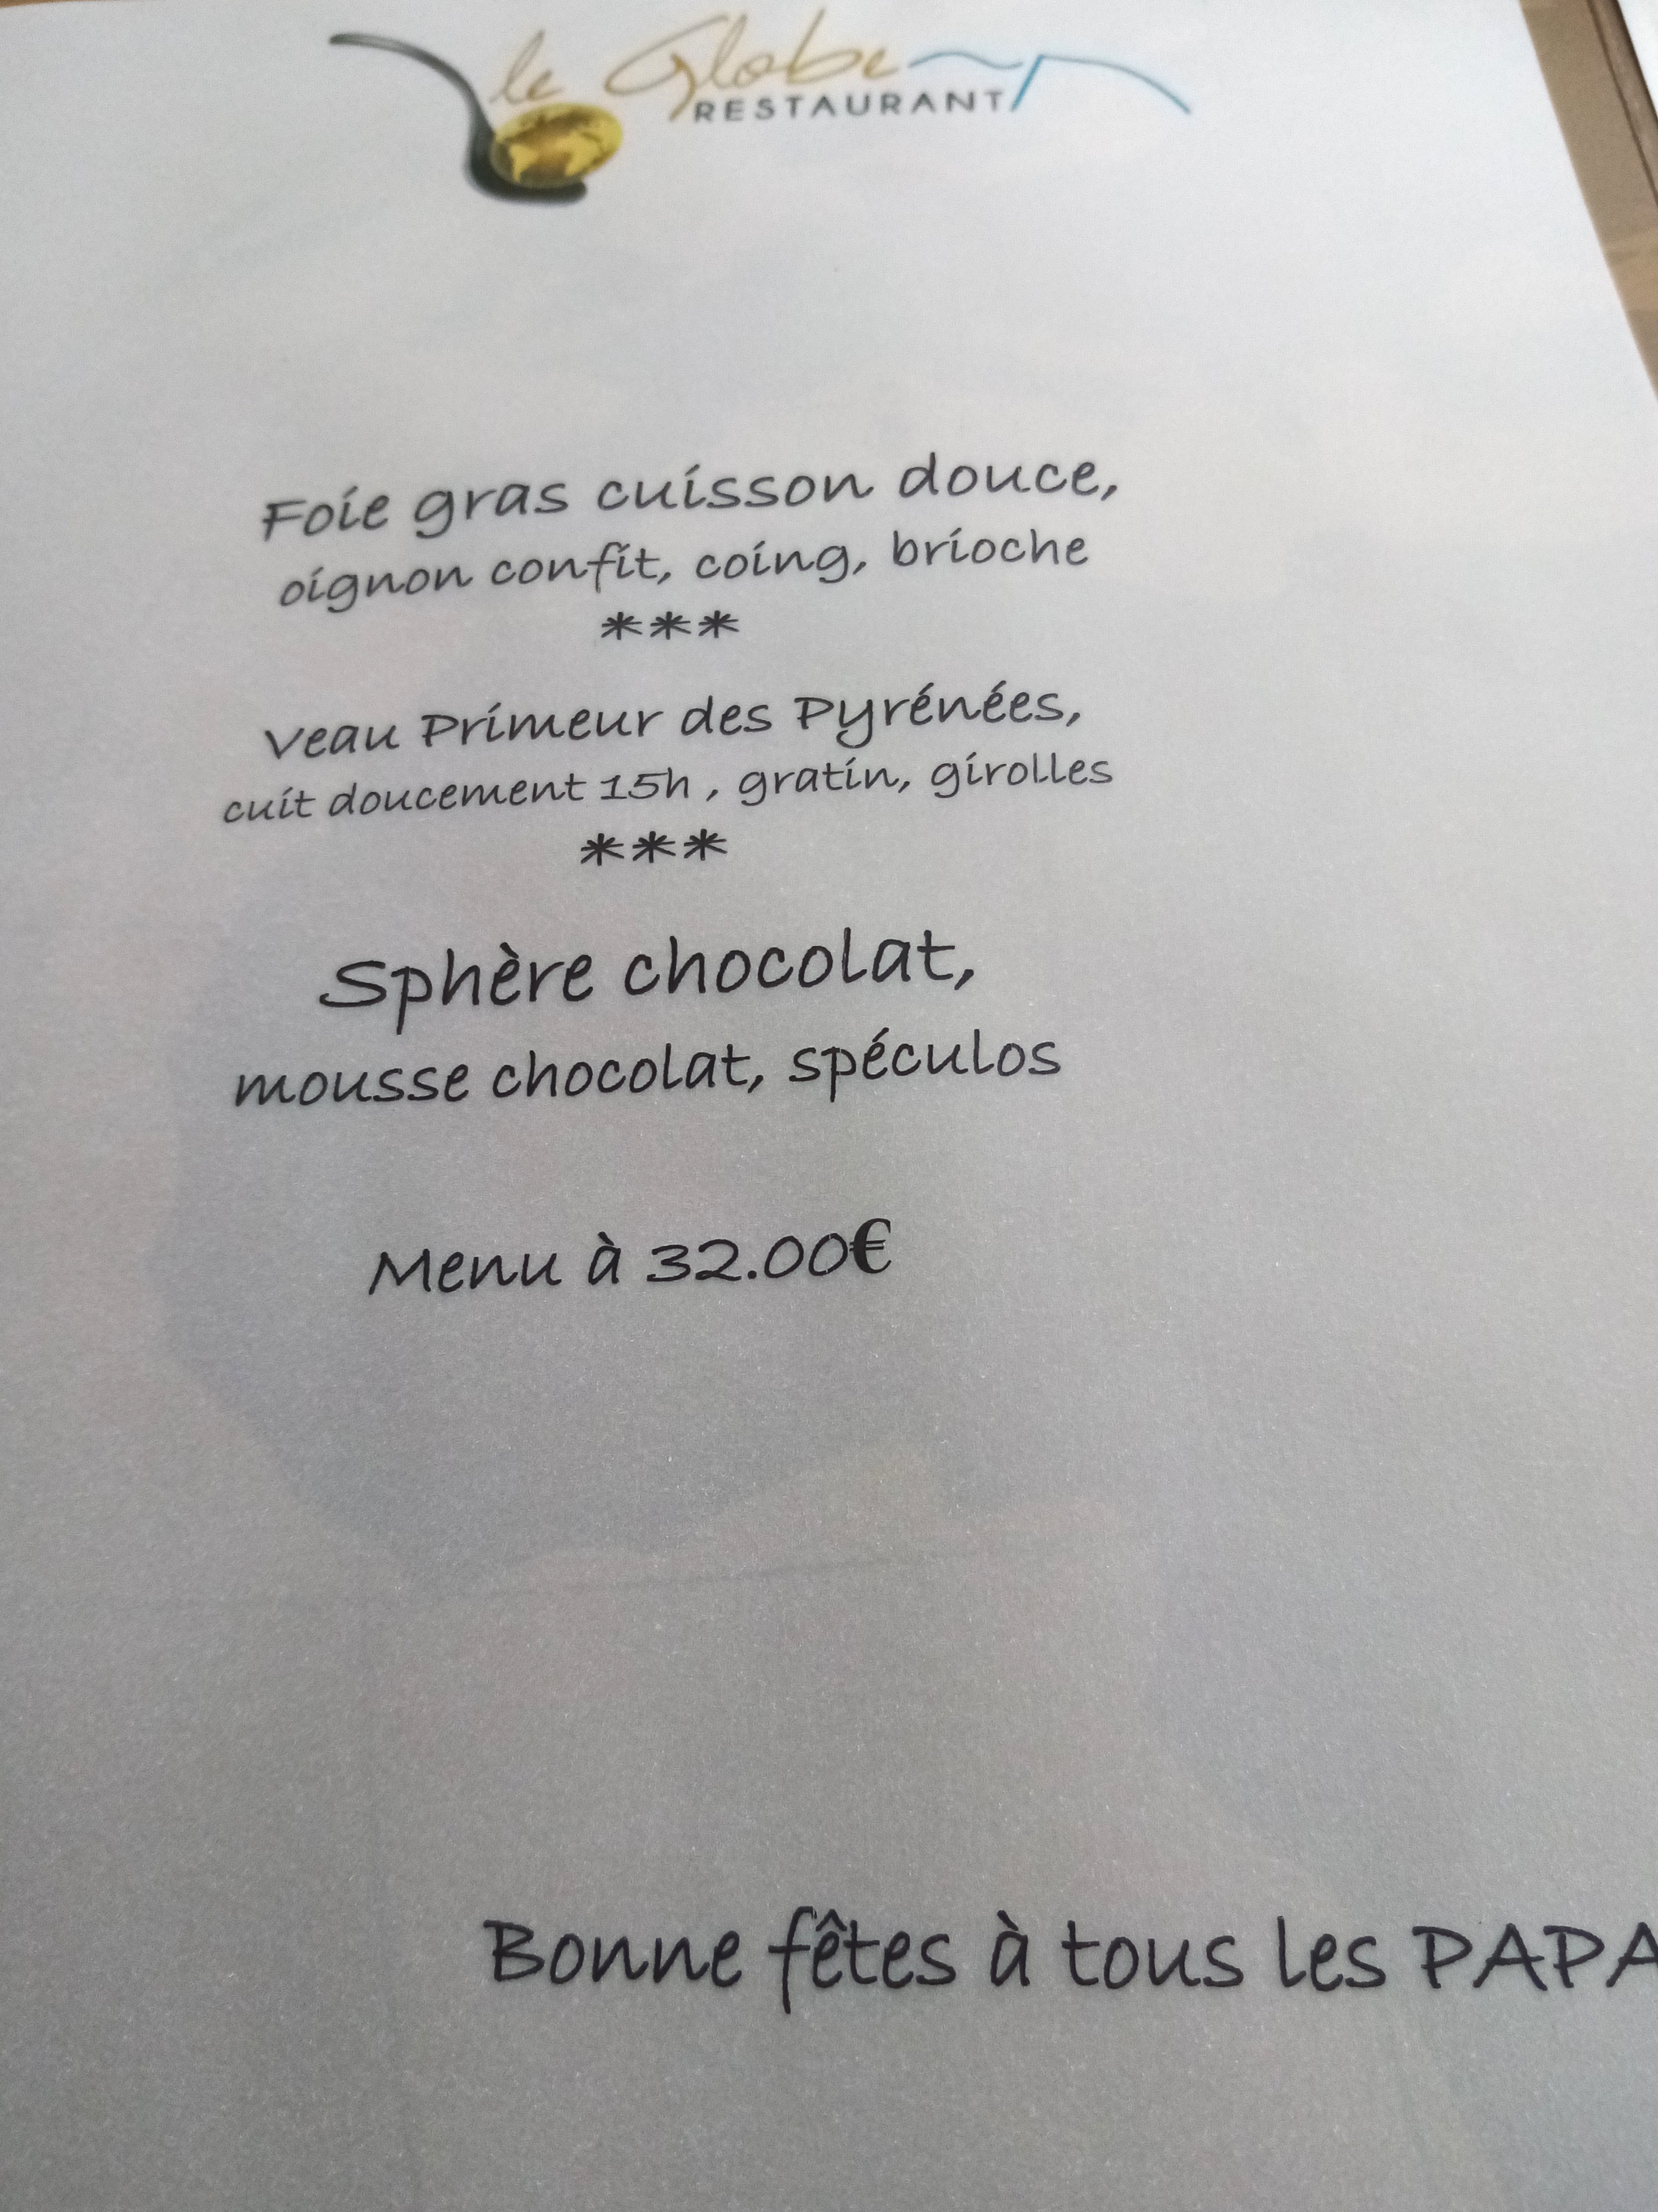 le Globe
RESTAURANT
Foie gras cuisson douce,
oignon confit, coing, brioche
***
Veau Primeur des Pyrénées,
cuit doucement 15h , gratin, girolles
***
Sphère chocolat,
mousse chocolat, spéculos
Menu à 32.00€
Bonne fêtes à tous les PAPA